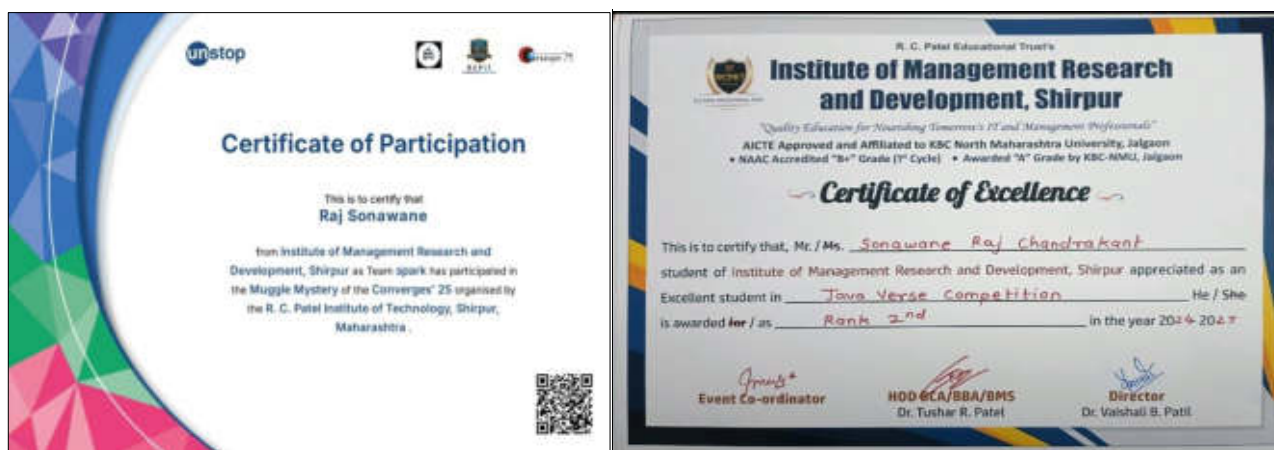 unstop
Certificate of Participation
This is to certify that
Raj Sonawane
from Institute of Management Research and
Development, Shirpur as Team spark has participated in
the Muggle Mystery of the Converges' 25 organised by
the R. C. Patel Institute of Technology, Shirpur,
Maharashtra .
R. C. Patel Educational Trust's
Institute of Management Research
and Development, Shirpur
"Quality Education for Nourishing Tomorrow's IT and Management Professionals"
AICTE Approved and Affiliated to KBC North Maharashtra University, Jalgaon
• NAAC Accredited "B+" Grade (1st Cycle) • Awarded "A" Grade by KBC-NMU, Jalgaon
Certificate of Excellence
This is to certify that, Mr. / Ms. Sonawane Raj Chandrakant
student of Institute of Management Research and Development, Shirpur appreciated as an
Excellent student in Java Verse Competition He / She
is awarded for / as Rank 2nd in the year 2024 2025
Event Co-ordinator
HOD BCA/BBA/BMS
Dr. Tushar R. Patel
Director
Dr. Vaishali B. Patil